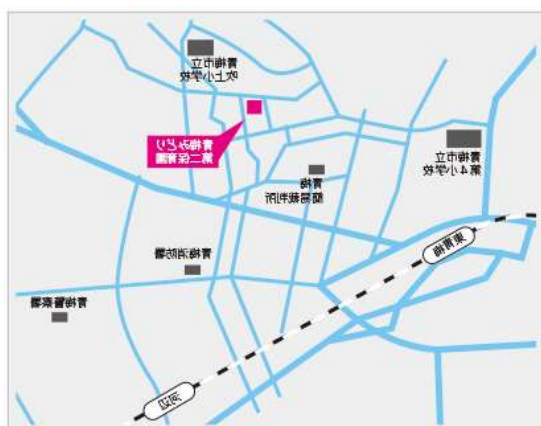 青梅市立
吹上小学校
青梅みどり
第二保育園
青梅市立
第4小学校
青梅
簡易裁判所
東青梅
青梅消防署
青梅警察署
河辺